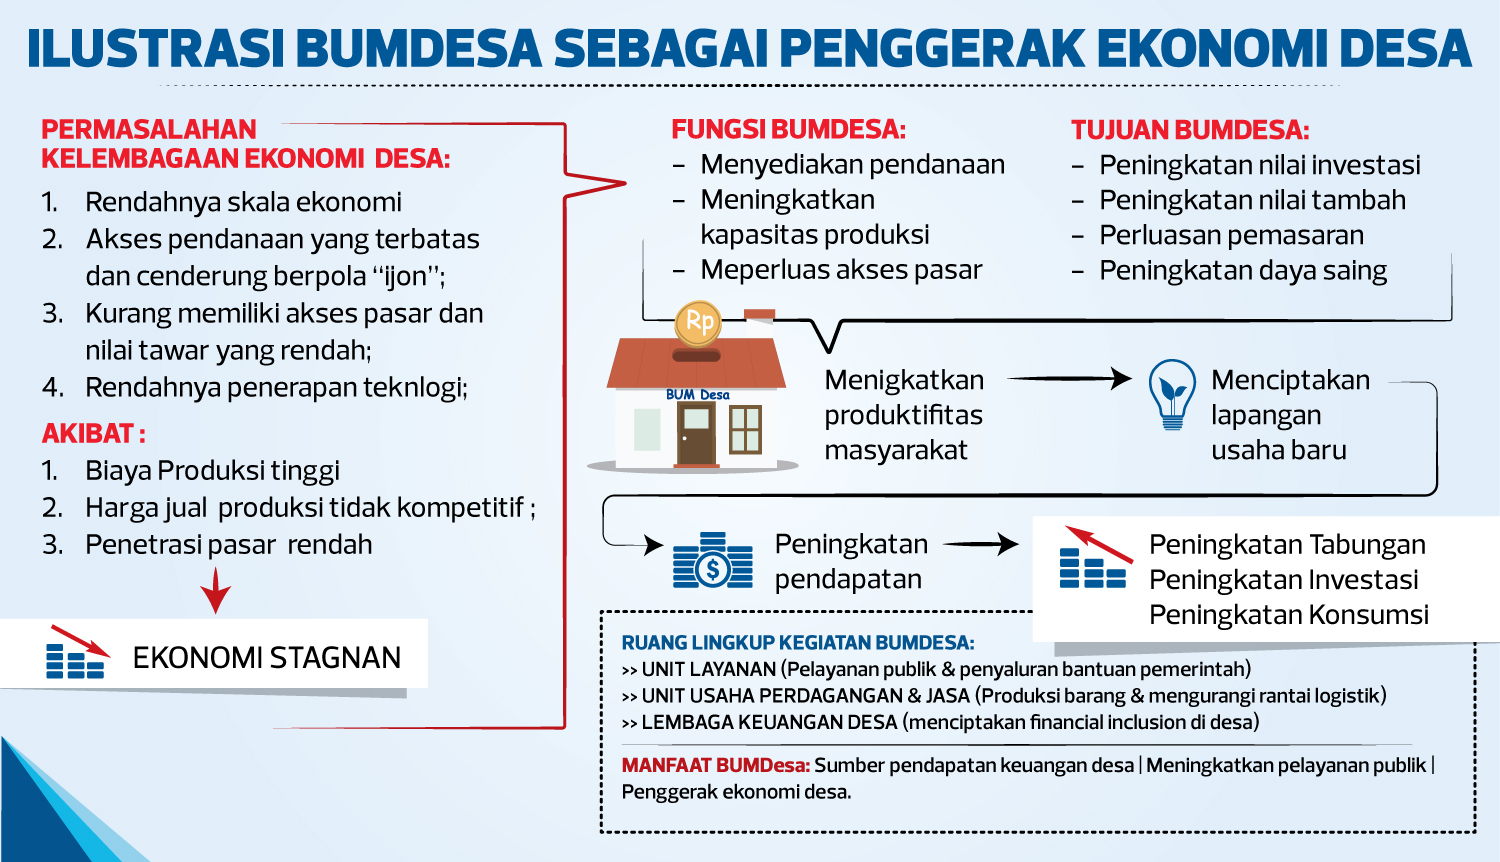 ILUSTRASI BUMDESA SEBAGAI PENGGERAK EKONOMI DESA
PERMASALAHAN
KELEMBAGAAN EKONOMI DESA:
1. Rendahnya skala ekonomi
2. Akses pendanaan yang terbatas
dan cenderung berpola “ijon”;
3. Kurang memiliki akses pasar dan
nilai tawar yang rendah;
4. Rendahnya penerapan teknlogi;
AKIBAT :
1. Biaya Produksi tinggi
2. Harga jual produksi tidak kompetitif ;
3. Penetrasi pasar rendah
EKONOMI STAGNAN
FUNGSI BUMDESA:
– Menyediakan pendanaan
– Meningkatkan
kapasitas produksi
– Meperluas akses pasar
TUJUAN BUMDESA:
– Peningkatan nilai investasi
– Peningkatan nilai tambah
– Perluasan pemasaran
– Peningkatan daya saing
Rp
BUM Desa
Menigkatkan
produktifitas
masyarakat
Menciptakan
lapangan
usaha baru
$
Peningkatan
pendapatan
Peningkatan Tabungan
Peningkatan Investasi
Peningkatan Konsumsi
RUANG LINGKUP KEGIATAN BUMDESA:
>> UNIT LAYANAN (Pelayanan publik & penyaluran bantuan pemerintah)
>> UNIT USAHA PERDAGANGAN & JASA (Produksi barang & mengurangi rantai logistik)
>> LEMBAGA KEUANGAN DESA (menciptakan financial inclusion di desa)
MANFAAT BUMDesa: Sumber pendapatan keuangan desa | Meningkatkan pelayanan publik |
Penggerak ekonomi desa.